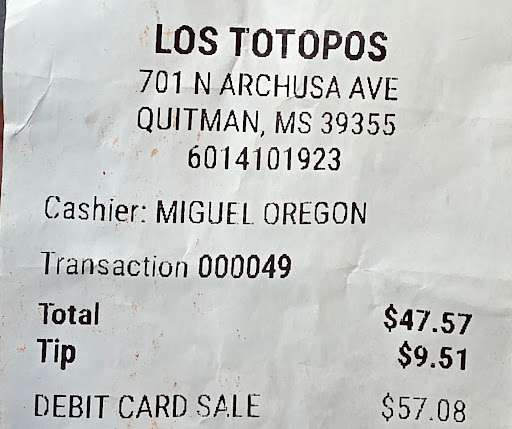 LOS TOTOPOS
701 N ARCHUSA AVE
QUITMAN, MS 39355
6014101923
Cashier: MIGUEL OREGON
Transaction 000049
Total $47.57
Tip $9.51
DEBIT CARD SALE $57.08